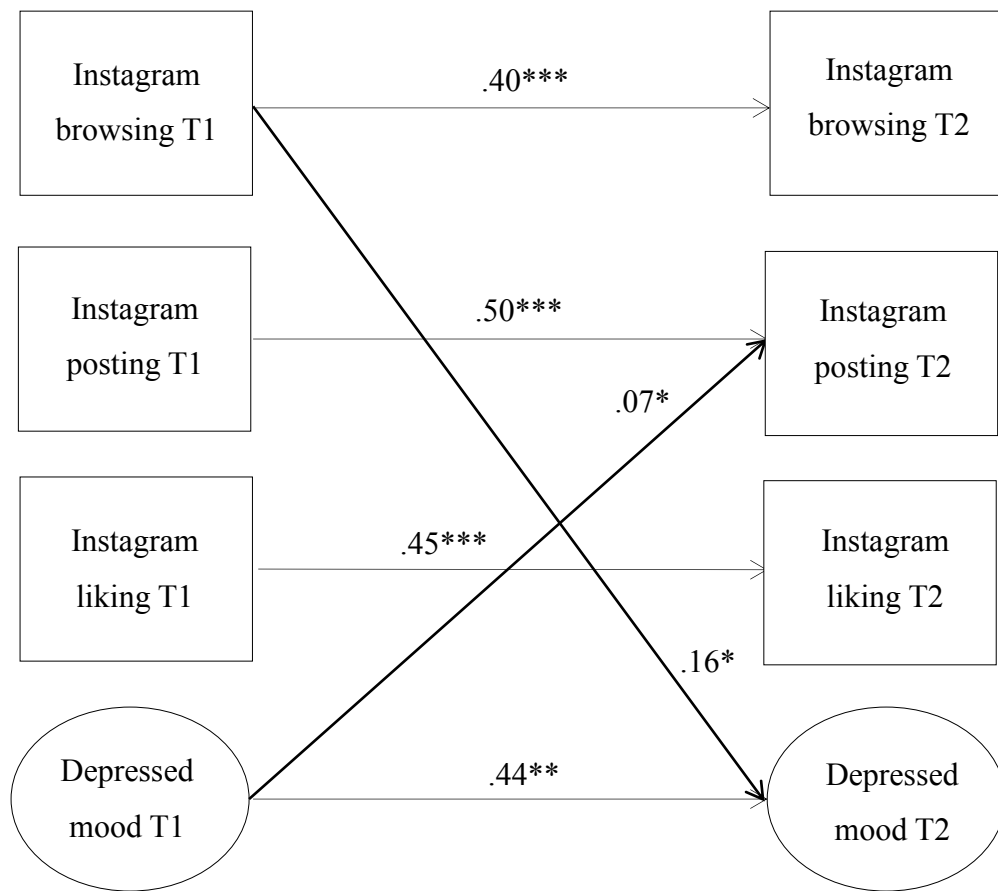 Instagram
browsing T1
.40***
Instagram
browsing T2
Instagram
posting T1
.50***
Instagram
posting T2
.07*
Instagram
liking T1
.45***
Instagram
liking T2
.16*
Depressed
mood T1
.44**
Depressed
mood T2